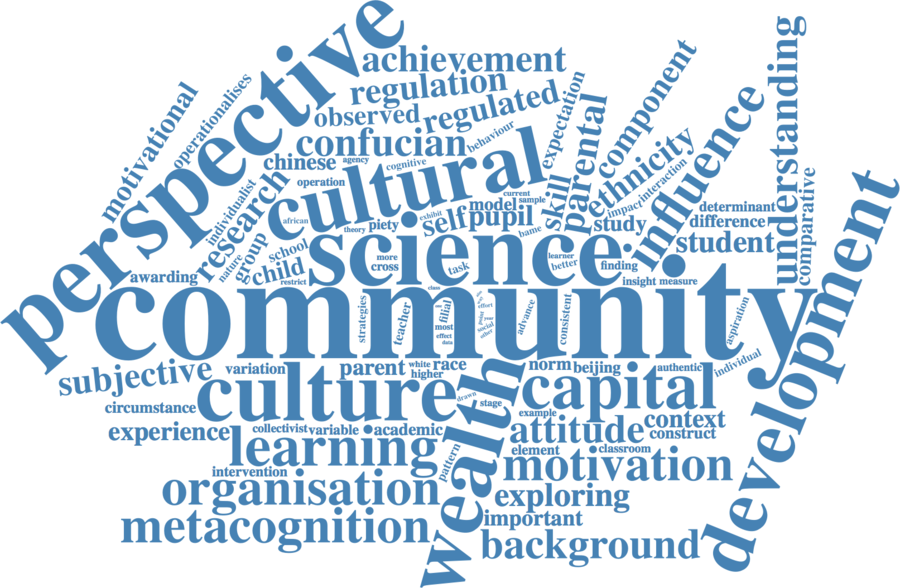 perspective
achievement
regulation
observed
regulated
confucian
behaviour
motivational
operationalises
chinese
agency
cognitive
operation
cultural
expectation
skill
parental
component
ethnicity
impact
interaction
influence
understanding
comparative
individualist
research
nature
group
african
theory
piety
exhibit
self
model
current
sample
pupil
bame
study
determinant
difference
student
school
child
restrict
science
more
cross
task
learner
better
finding
insight
measure
awarding
community
class
strategies
teacher
filial
most
effect
data
effort
social
other
advance
consistent
aspiration
individual
development
subjective
variation
parent
white
race
higher
norm
beijing
authentic
circumstance
culture
drawn
stage
wealth
capital
example
experience
collectivist
variable
academic
attitude
context
construct
learning
pattern
element
classroom
intervention
motivation
organisation
exploring
metacognition
important
background